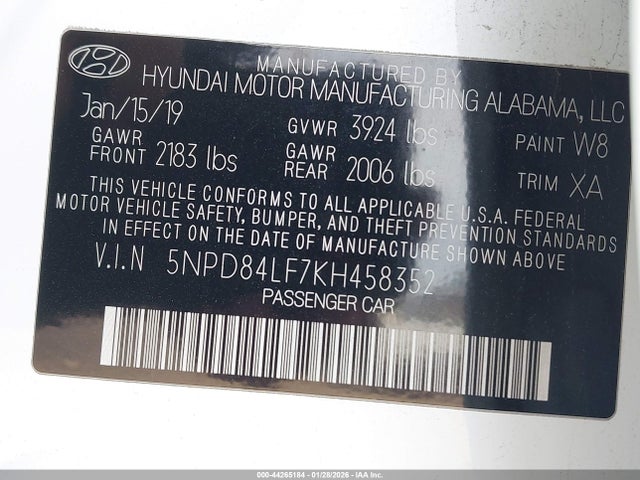 MANUFACTURED BY
HYUNDAI MOTOR MANUFACTURING ALABAMA, LLC
Jan/15/19 GVWR 3924 lbs PAINT W8
GAWR FRONT 2183 lbs GAWR REAR 2006 lbs TRIM XA
THIS VEHICLE CONFORMS TO ALL APPLICABLE U.S.A. FEDERAL
MOTOR VEHICLE SAFETY, BUMPER, AND THEFT PREVENTION STANDARDS
IN EFFECT ON THE DATE OF MANUFACTURE SHOWN ABOVE.
V.I.N 5NPD84LF7KH458352
PASSENGER CAR
000-44265184 | 01/28/2026 - IAA Inc.